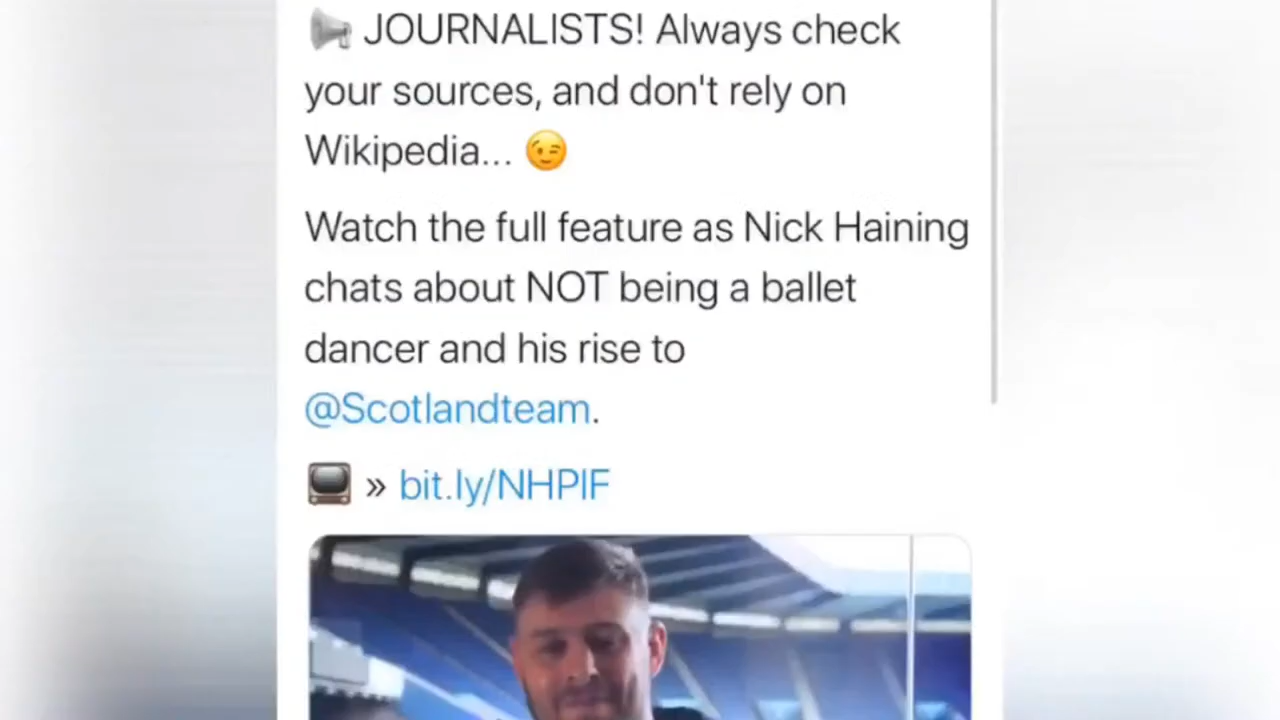 📢 JOURNALISTS! Always check
your sources, and don't rely on
Wikipedia... 😉
Watch the full feature as Nick Haining
chats about NOT being a ballet
dancer and his rise to
@Scotlandteam.
📺 » bit.ly/NHPIF